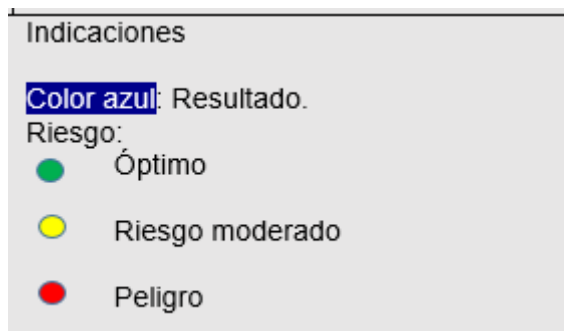 Indicaciones
Color azul: Resultado.
Riesgo:
Óptimo
Riesgo moderado
Peligro